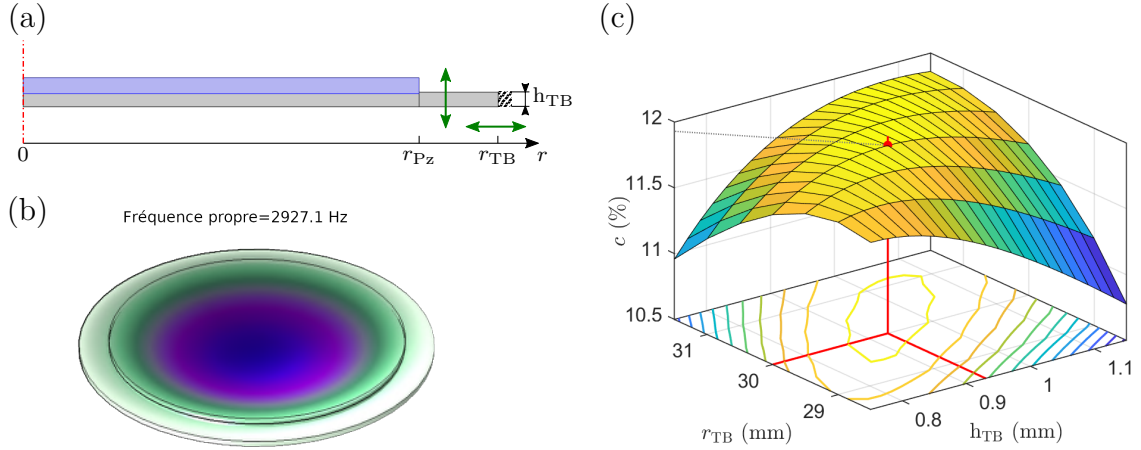 (a)
h_TB
0
r_Pz
r_TB
r
(b)
Fréquence propre=2927.1 Hz
(c)
12
11.5
11
10.5
c (%)
31
30
29
r_TB (mm)
0.8
0.9
1
1.1
h_TB (mm)